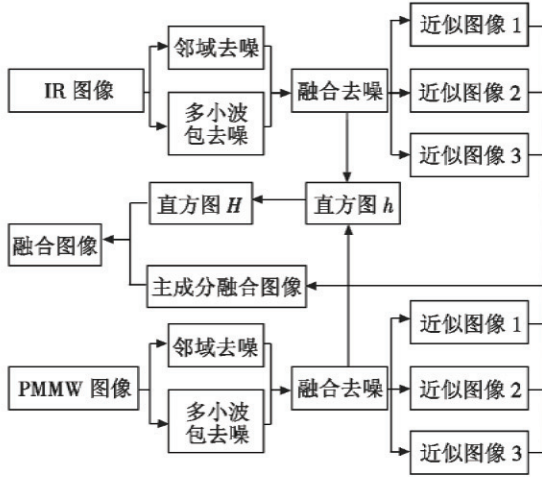 近似图像 1
邻域去噪
IR 图像
融合去噪
近似图像 2
多小波
包去噪
近似图像 3
直方图 H
直方图 h
融合图像
主成分融合图像
近似图像 1
邻域去噪
PMMW 图像
融合去噪
近似图像 2
多小波
包去噪
近似图像 3